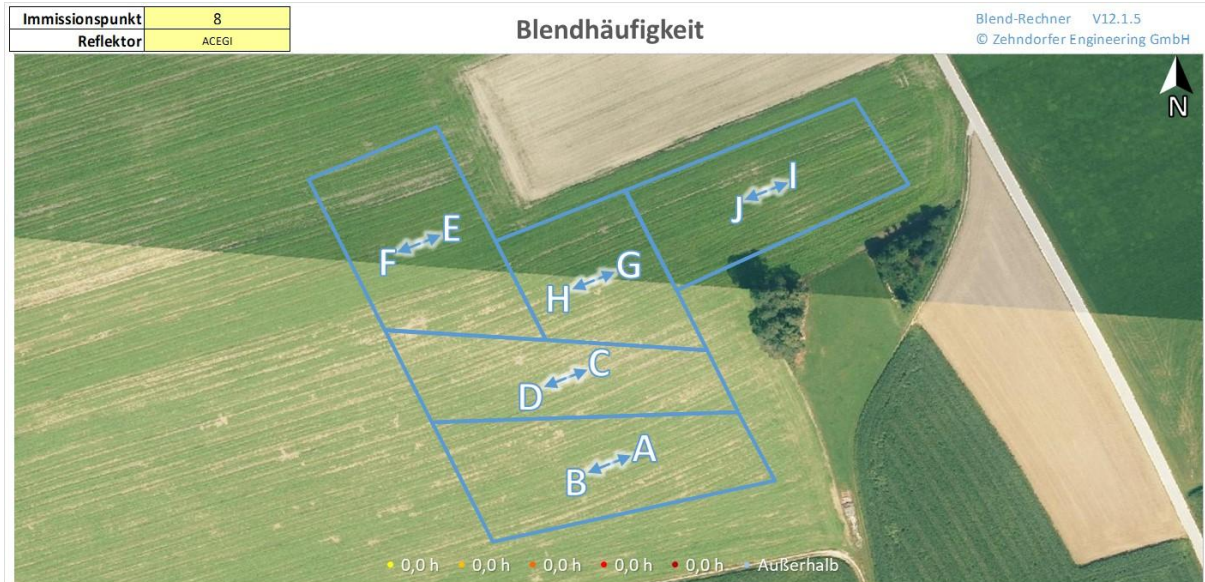 Immissionspunkt 8
Reflektor ACEGI
Blendhäufigkeit
Blend-Rechner V12.1.5
© Zehndorfer Engineering GmbH
N
I
J
E
F
G
H
C
D
A
B
0,0 h 0,0 h 0,0 h 0,0 h 0,0 h Außerhalb